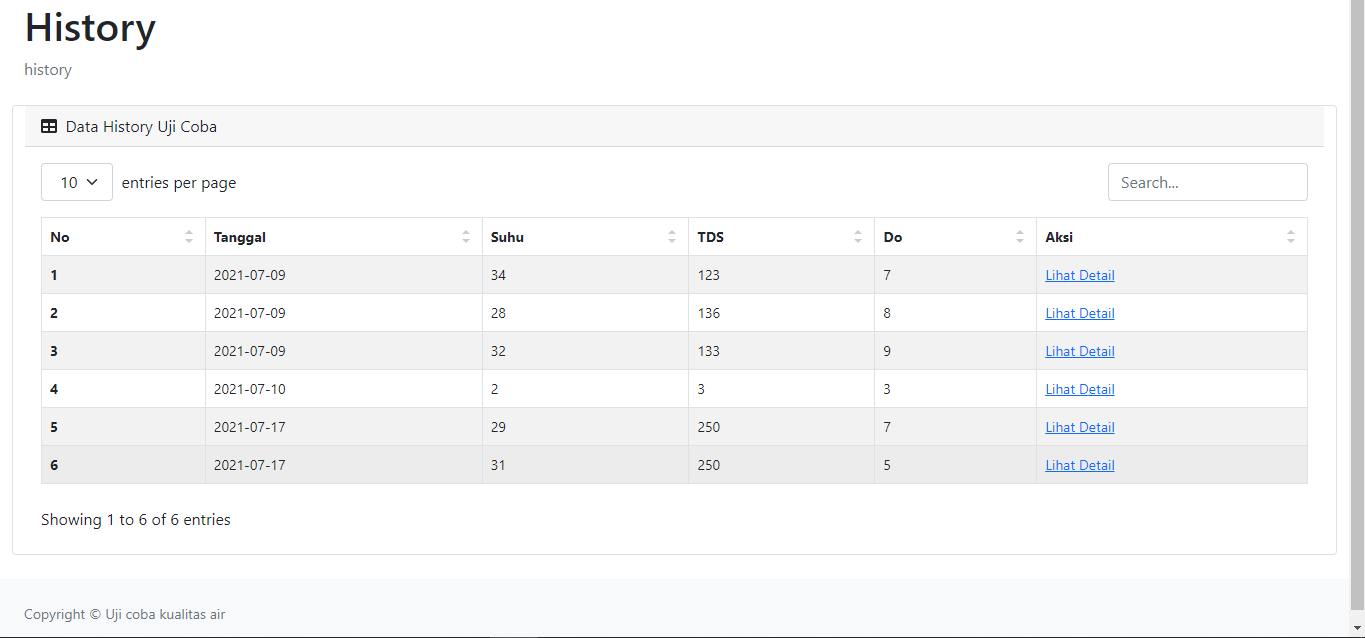 History
history
Data History Uji Coba
10 entries per page Search...
No Tanggal Suhu TDS Do Aksi
1 2021-07-09 34 123 7 Lihat Detail
2 2021-07-09 28 136 8 Lihat Detail
3 2021-07-09 32 133 9 Lihat Detail
4 2021-07-10 2 3 3 Lihat Detail
5 2021-07-17 29 250 7 Lihat Detail
6 2021-07-17 31 250 5 Lihat Detail
Showing 1 to 6 of 6 entries
Copyright © Uji coba kualitas air